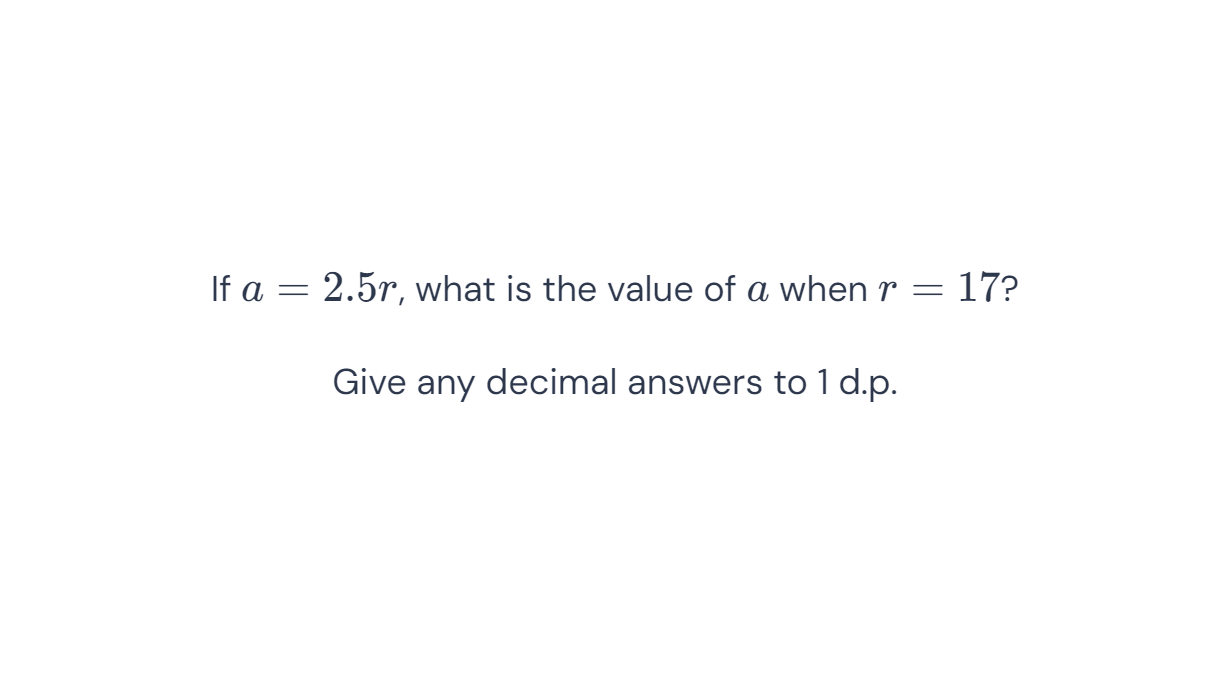 If a = 2.5r, what is the value of a when r = 17?
Give any decimal answers to 1 d.p.